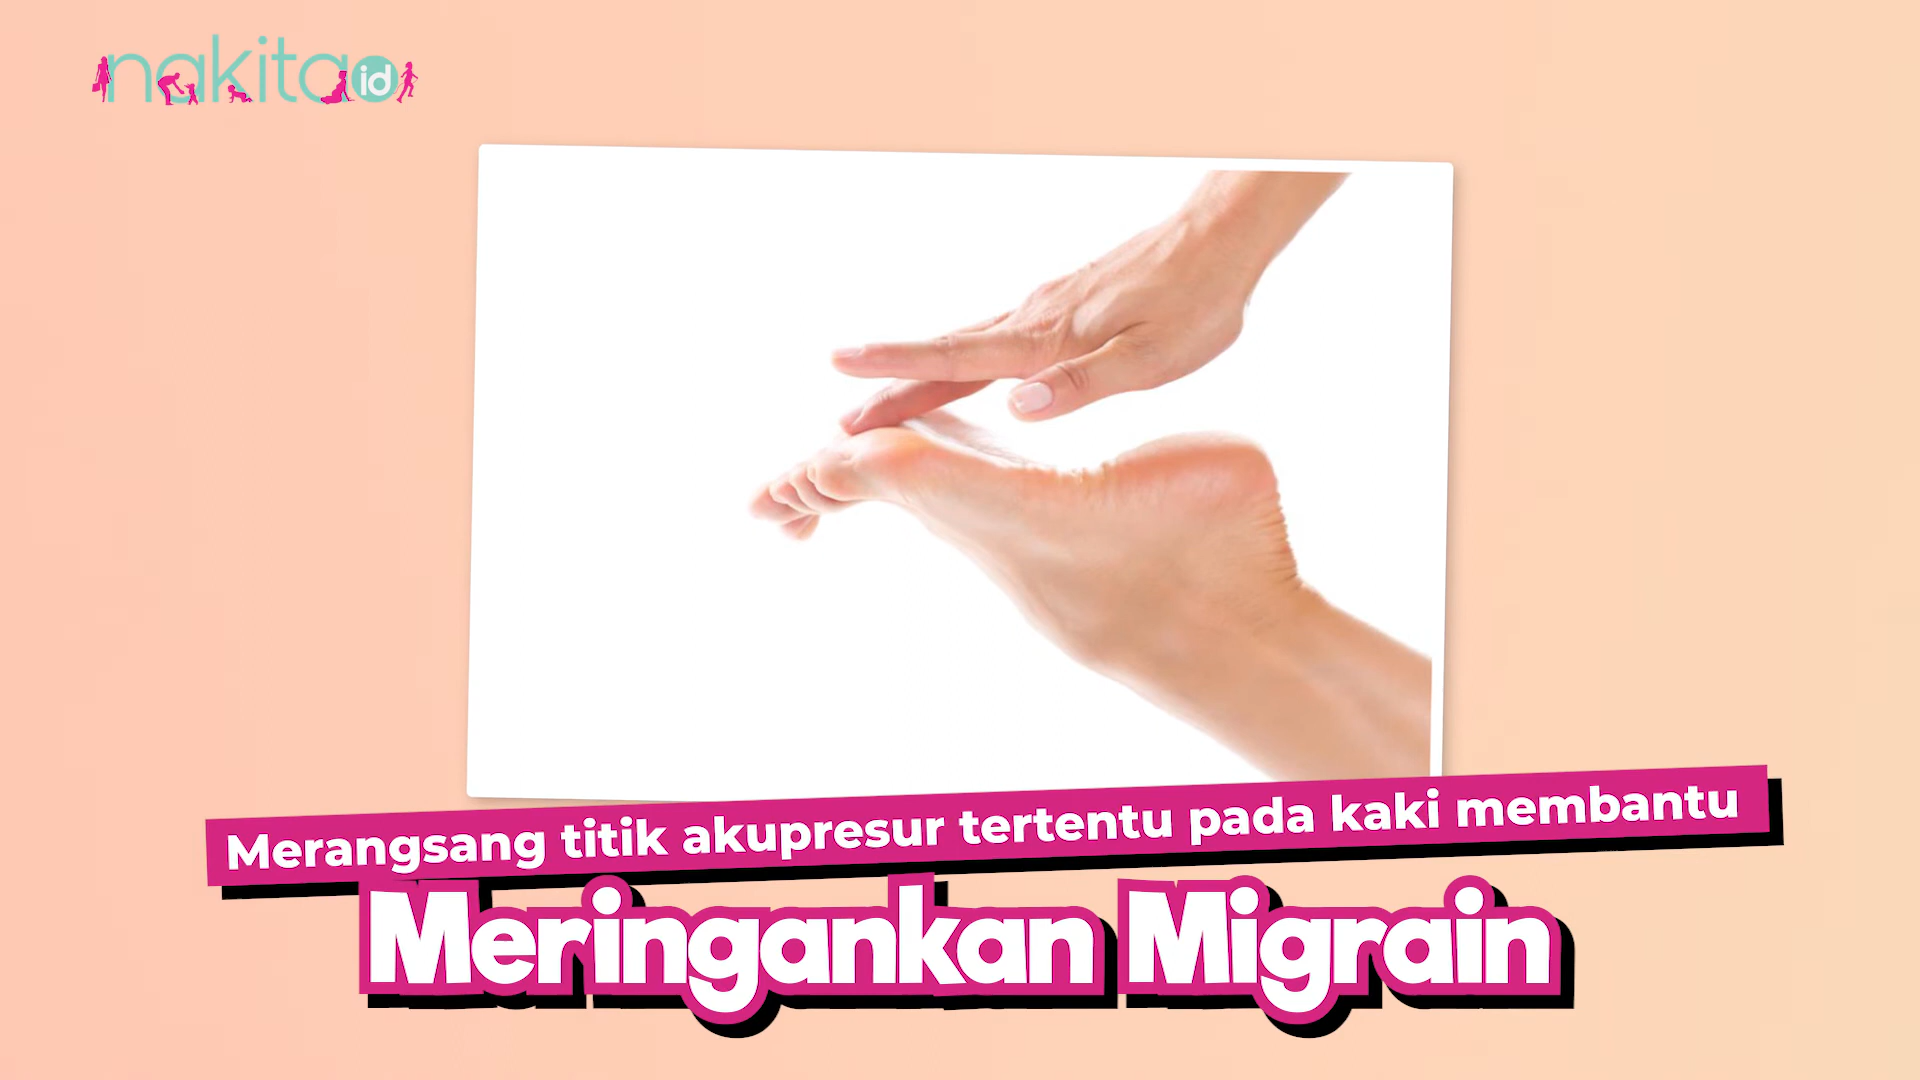 nakita id
Merangsang titik akupresur tertentu pada kaki membantu
Meringankan Migrain